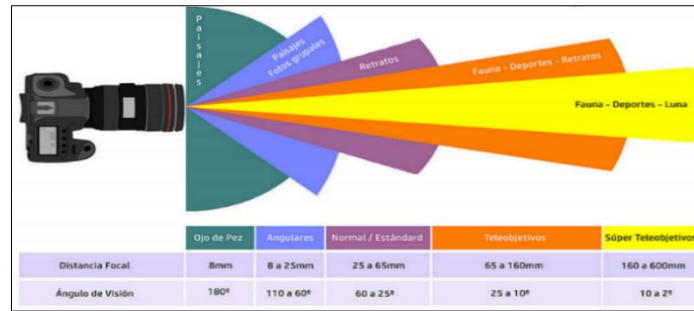 Paisajes
Paisajes
Fotos grupales
Retratos
Fauna - Deportes - Retratos
Fauna - Deportes - Luna
Ojo de Pez Angulares Normal / Estándard Teleobjetivos Súper Teleobjetivos
Distancia Focal 8mm 8 a 25mm 25 a 65mm 65 a 160mm 160 a 600mm
Ángulo de Visión 180º 110 a 60º 60 a 25º 25 a 10º 10 a 2º